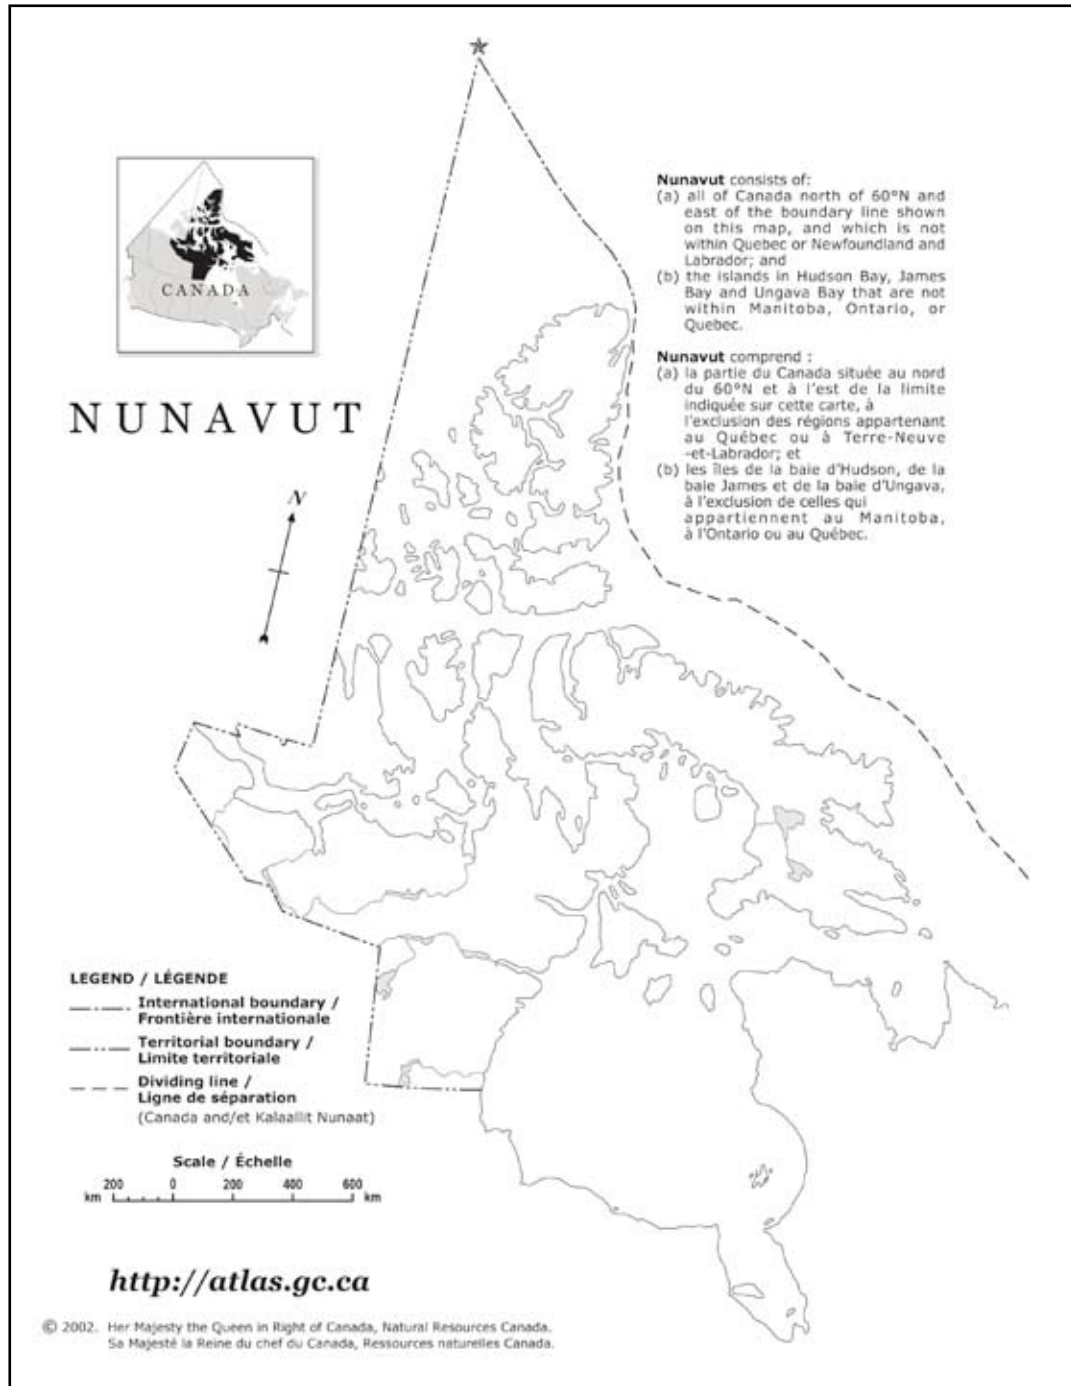 CANADA
NUNAVUT
N
Nunavut consists of:
(a) all of Canada north of 60°N and
east of the boundary line shown
on this map, and which is not
within Quebec or Newfoundland and
Labrador; and
(b) the islands in Hudson Bay, James
Bay and Ungava Bay that are not
within Manitoba, Ontario, or
Quebec.
Nunavut comprend :
(a) la partie du Canada située au nord
du 60°N et à l'est de la limite
indiquée sur cette carte, à
l'exclusion des régions appartenant
au Québec ou à Terre-Neuve
-et-Labrador; et
(b) les îles de la baie d'Hudson, de la
baie James et de la baie d'Ungava,
à l'exclusion de celles qui
appartiennent au Manitoba,
à l'Ontario ou au Québec.
LEGEND / LÉGENDE
International boundary /
Frontière internationale
Territorial boundary /
Limite territoriale
Dividing line /
Ligne de séparation
(Canada and/et Kalaallit Nunaat)
Scale / Échelle
200 0 200 400 600
km km
http://atlas.gc.ca
© 2002. Her Majesty the Queen in Right of Canada, Natural Resources Canada.
Sa Majesté la Reine du chef du Canada, Ressources naturelles Canada.